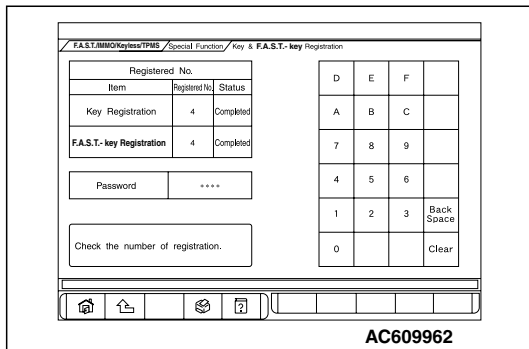 F.A.S.T./IMMO/Keyless/TPMS Special Function Key & F.A.S.T.- key Registration
Registered No.
Item Registered No. Status
Key Registration 4 Completed
F.A.S.T.- key Registration 4 Completed
Password ****
Check the number of registration.
D E F
A B C
7 8 9
4 5 6
1 2 3 Back Space
0 Clear
?
AC609962